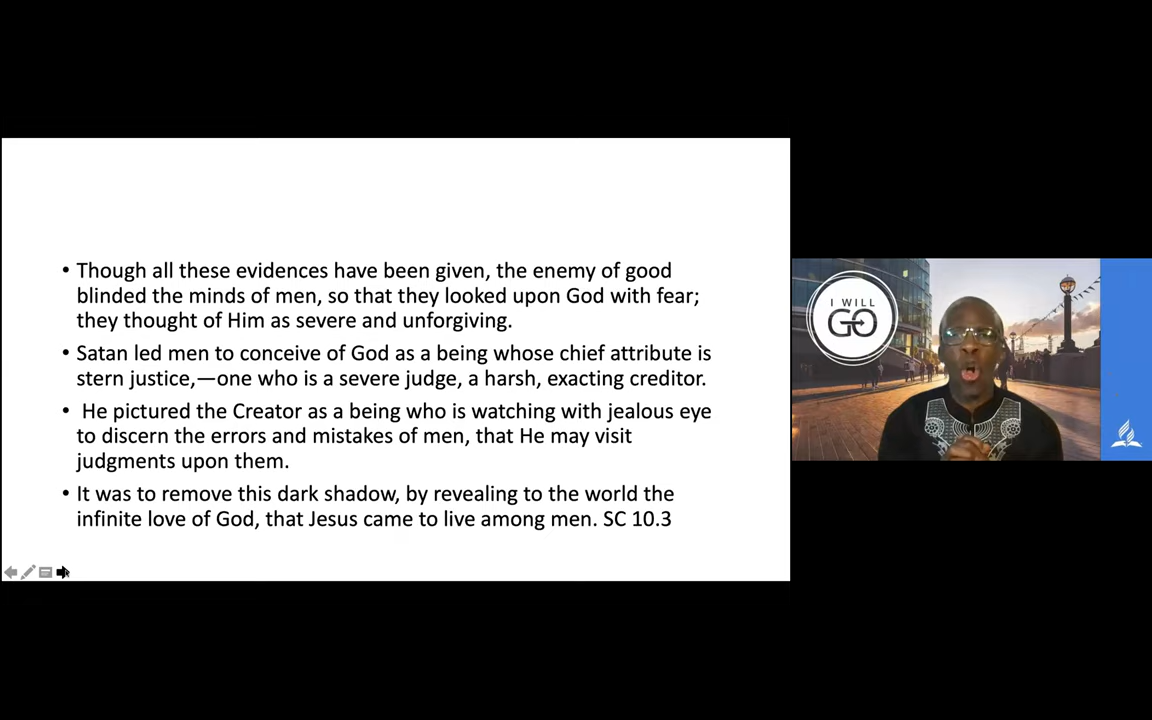 • Though all these evidences have been given, the enemy of good
blinded the minds of men, so that they looked upon God with fear;
they thought of Him as severe and unforgiving.
• Satan led men to conceive of God as a being whose chief attribute is
stern justice,—one who is a severe judge, a harsh, exacting creditor.
• He pictured the Creator as a being who is watching with jealous eye
to discern the errors and mistakes of men, that He may visit
judgments upon them.
• It was to remove this dark shadow, by revealing to the world the
infinite love of God, that Jesus came to live among men. SC 10.3
I WILL
GO